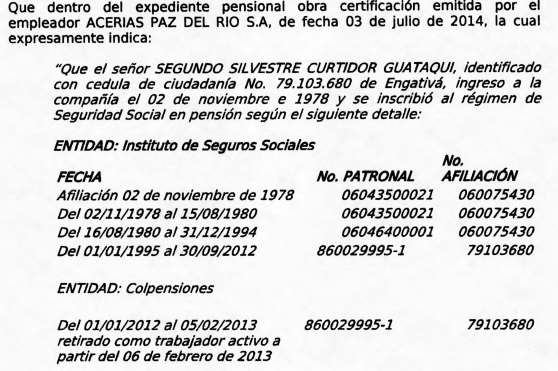 Que dentro del expediente pensional obra certificación emitida por el
empleador ACERIAS PAZ DEL RIO S.A, de fecha 03 de julio de 2014, la cual
expresamente indica:
"Que el señor SEGUNDO SILVESTRE CURTIDOR GUATAQUI, identificado
con cedula de ciudadanía No. 79.103.680 de Engativá, ingreso a la
compañía el 02 de noviembre e 1978 y se inscribió al régimen de
Seguridad Social en pensión según el siguiente detalle:
ENTIDAD: Instituto de Seguros Sociales
FECHA No. PATRONAL No. AFILIACIÓN
Afiliación 02 de noviembre de 1978 06043500021 060075430
Del 02/11/1978 al 15/08/1980 06043500021 060075430
Del 16/08/1980 al 31/12/1994 06046400001 060075430
Del 01/01/1995 al 30/09/2012 860029995-1 79103680
ENTIDAD: Colpensiones
Del 01/01/2012 al 05/02/2013 860029995-1 79103680
retirado como trabajador activo a
partir del 06 de febrero de 2013